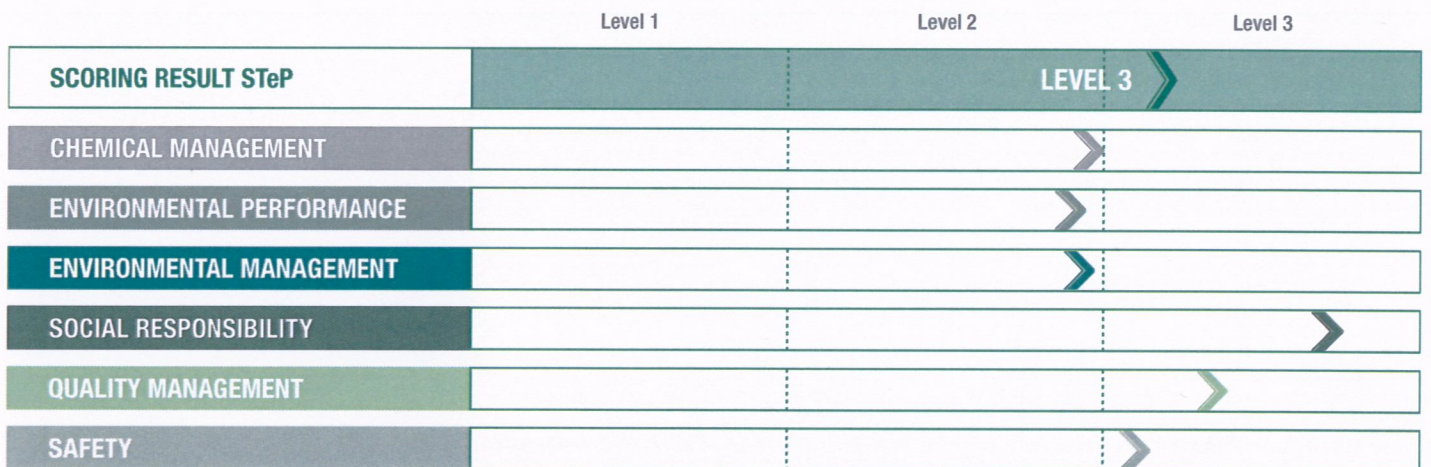 Level 1 Level 2 Level 3
SCORING RESULT STeP LEVEL 3
CHEMICAL MANAGEMENT
ENVIRONMENTAL PERFORMANCE
ENVIRONMENTAL MANAGEMENT
SOCIAL RESPONSIBILITY
QUALITY MANAGEMENT
SAFETY